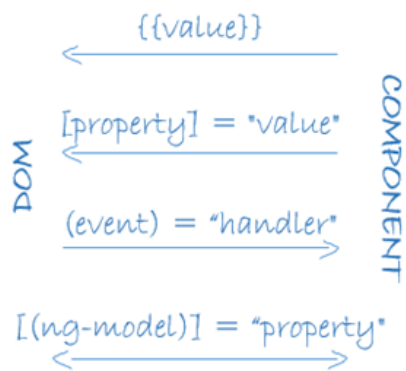 {{value}}
[property] = "value"
DOM
COMPONENT
(event) = "handler"
[(ng-model)] = "property"